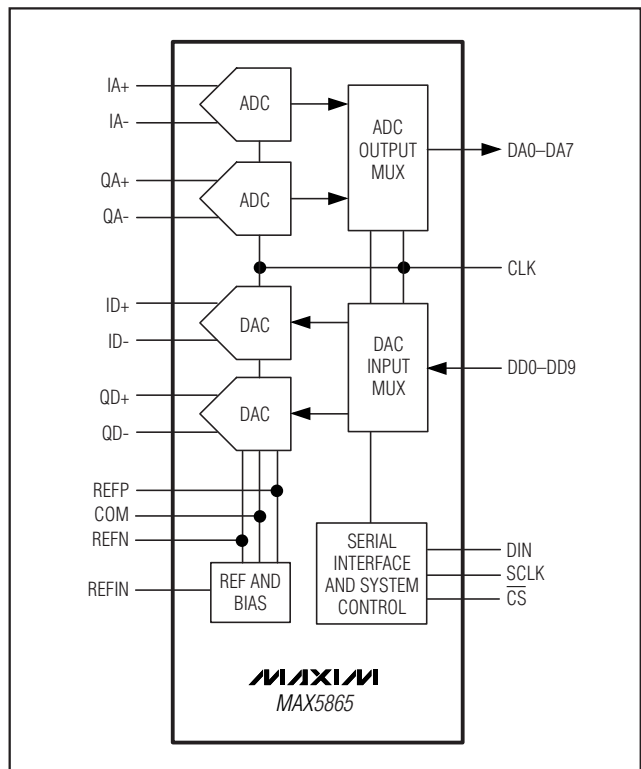 IA+
IA-
ADC
ADC
OUTPUT
MUX
DA0–DA7
QA+
QA-
ADC
CLK
ID+
ID-
DAC
DAC
INPUT
MUX
DD0–DD9
QD+
QD-
DAC
REFP
COM
REFN
REFIN
REF AND
BIAS
SERIAL
INTERFACE
AND SYSTEM
CONTROL
DIN
SCLK
CS
MAXIM
MAX5865